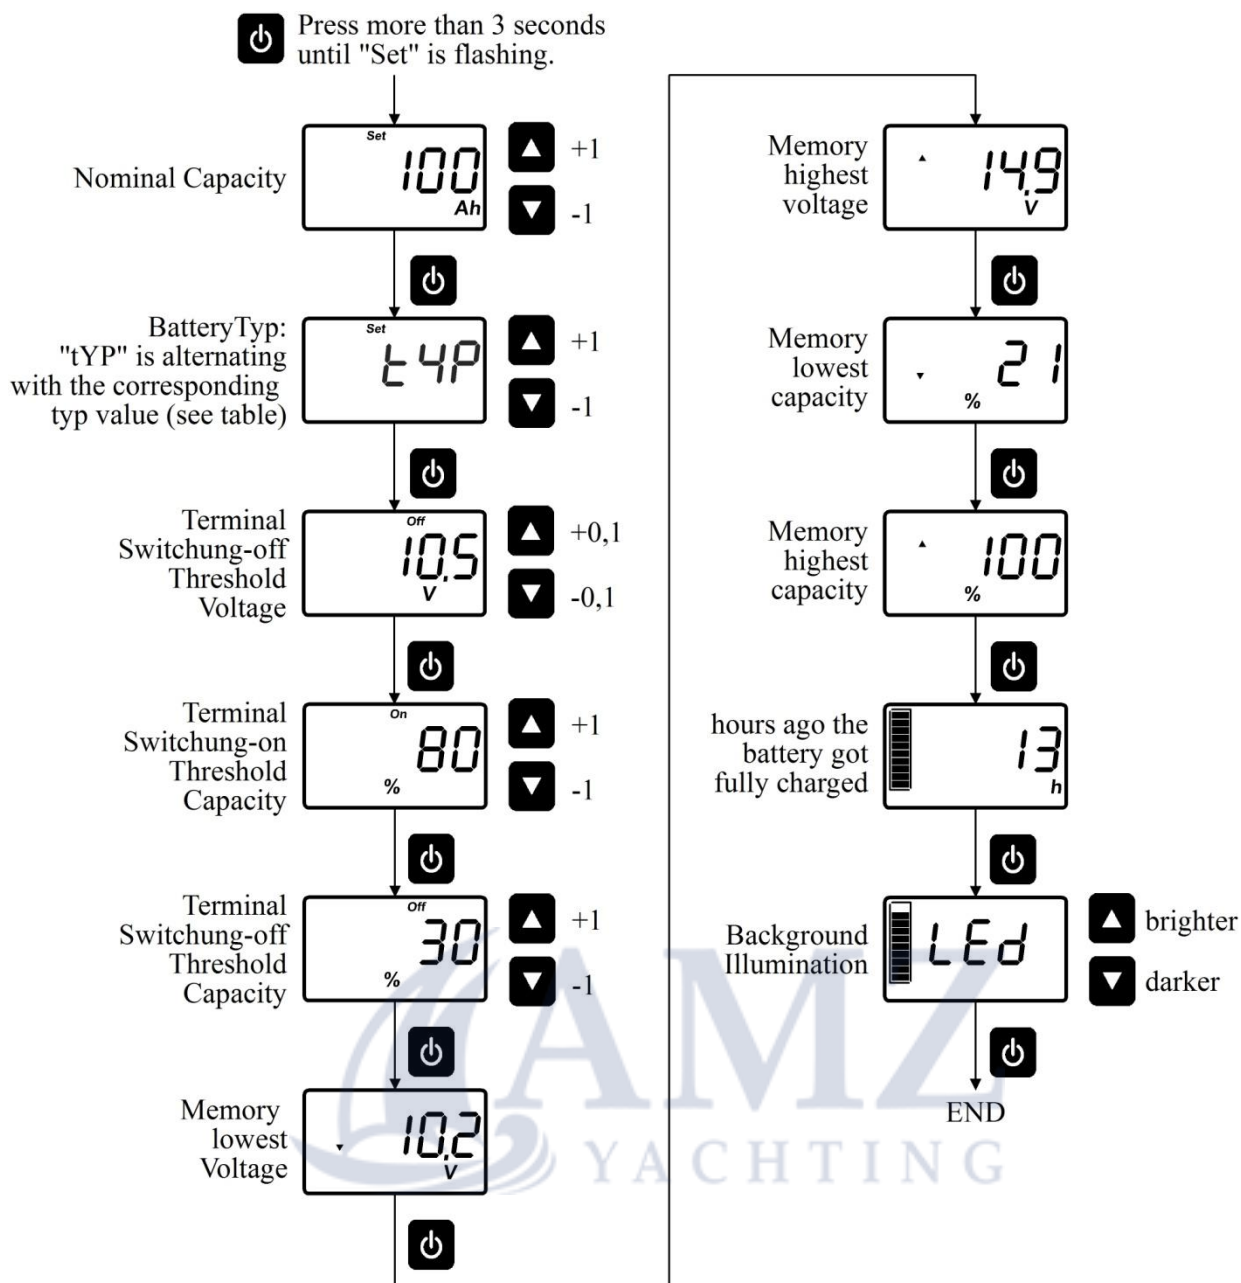 Press more than 3 seconds
until "Set" is flashing.
Nominal Capacity
Set
100
Ah
+1
-1
BatteryTyp:
"tYP" is alternating
with the corresponding
typ value (see table)
Set
tYP
+1
-1
Terminal
Switchung-off
Threshold
Voltage
Off
10.5
V
+0,1
-0,1
Terminal
Switchung-on
Threshold
Capacity
On
80
%
+1
-1
Terminal
Switchung-off
Threshold
Capacity
Off
30
%
+1
-1
Memory
lowest
Voltage
10.2
V
Memory
highest
voltage
14.9
V
Memory
lowest
capacity
21
%
Memory
highest
capacity
100
%
hours ago the
battery got
fully charged
13
h
Background
Illumination
LEd
brighter
darker
END
AMZ
YACHTING